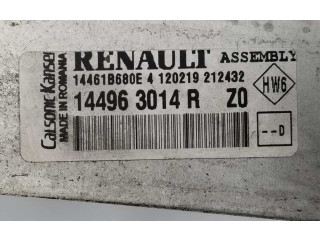 Calsonic Kansei
MADE IN ROMANIA
RENAULT ASSEMBLY
14461B680E 4 120219 212432
HW6
14496 3014 R Z0
--D